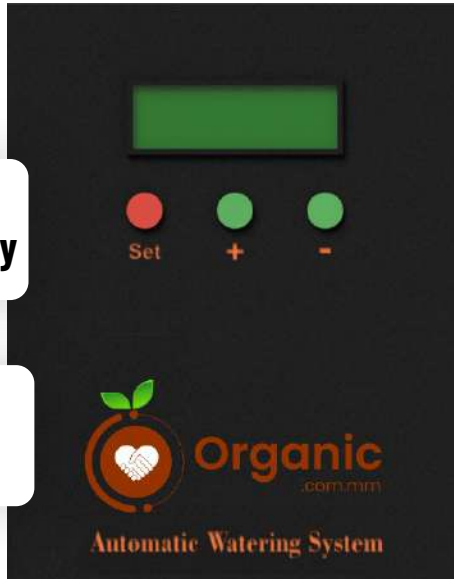 y
Set + -
Organic
.com.mm
Automatic Watering System